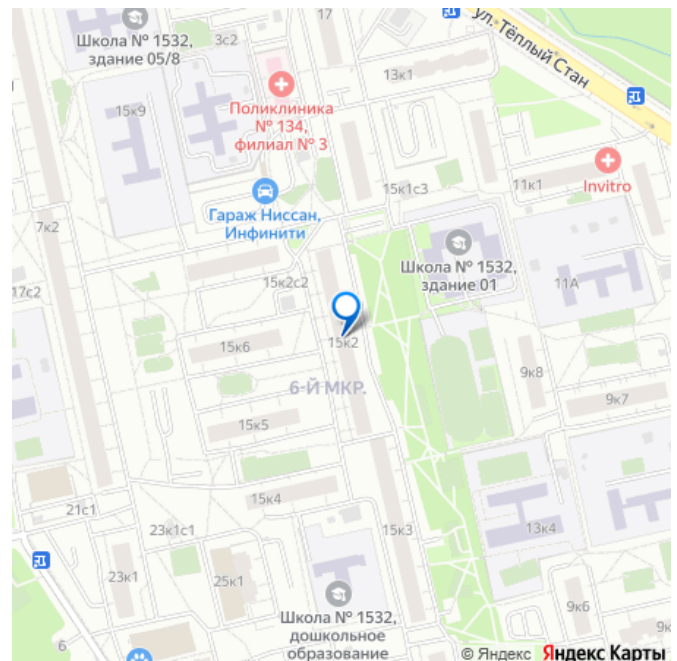 17
Школа № 1532,
здание 05/8
3с2
ул. Тёплый Стан
13к1
15к9
Поликлиника
№ 134,
филиал № 3
Invitro
11к1
15к1с3
Гараж Ниссан,
Инфинити
7к2
Школа № 1532,
здание 01
11А
17с2
15к2с2
15к6
15к2
9к8
6-Й МКР.
9к7
15к5
15к4
21с1
23к1с1
15к3
13к4
23к1
25к1
Школа № 1532,
дошкольное
образование
9к6
9к
6
© Яндекс Яндекс Карты